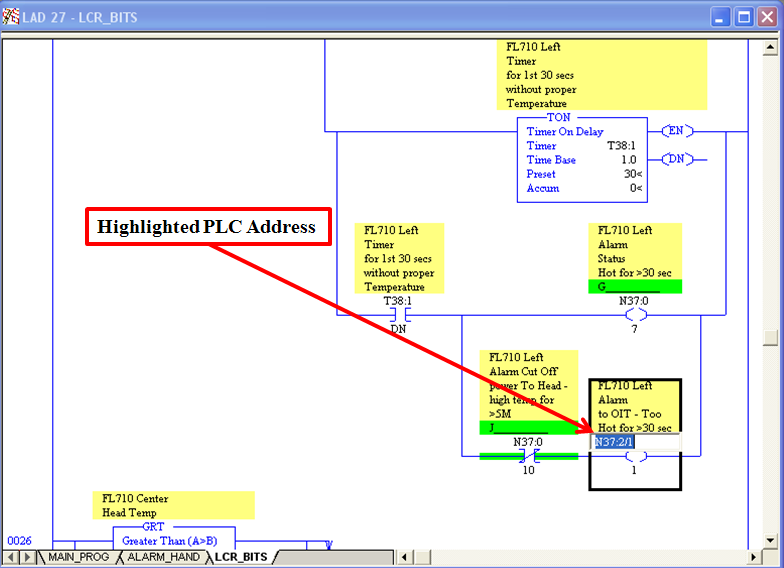 LAD 27 - LCR_BITS
FL710 Left
Timer
for 1st 30 secs
without proper
Temperature
TON
Timer On Delay
Timer T38:1
Time Base 1.0
Preset 30<
Accum 0<
EN
DN
Highlighted PLC Address
FL710 Left
Timer
for 1st 30 secs
without proper
Temperature
T38:1
DN
FL710 Left
Alarm
Status
Hot for >30 sec
G________
N37:0
7
FL710 Left
Alarm Cut Off
power To Head -
high temp for
>5M
J________
N37:0
10
FL710 Left
Alarm
to OIT - Too
Hot for >30 sec
N37:2/1
1
FL710 Center
Head Temp
GRT
Greater Than (A>B)
0026
MAIN_PROG ALARM_HAND LCR_BITS